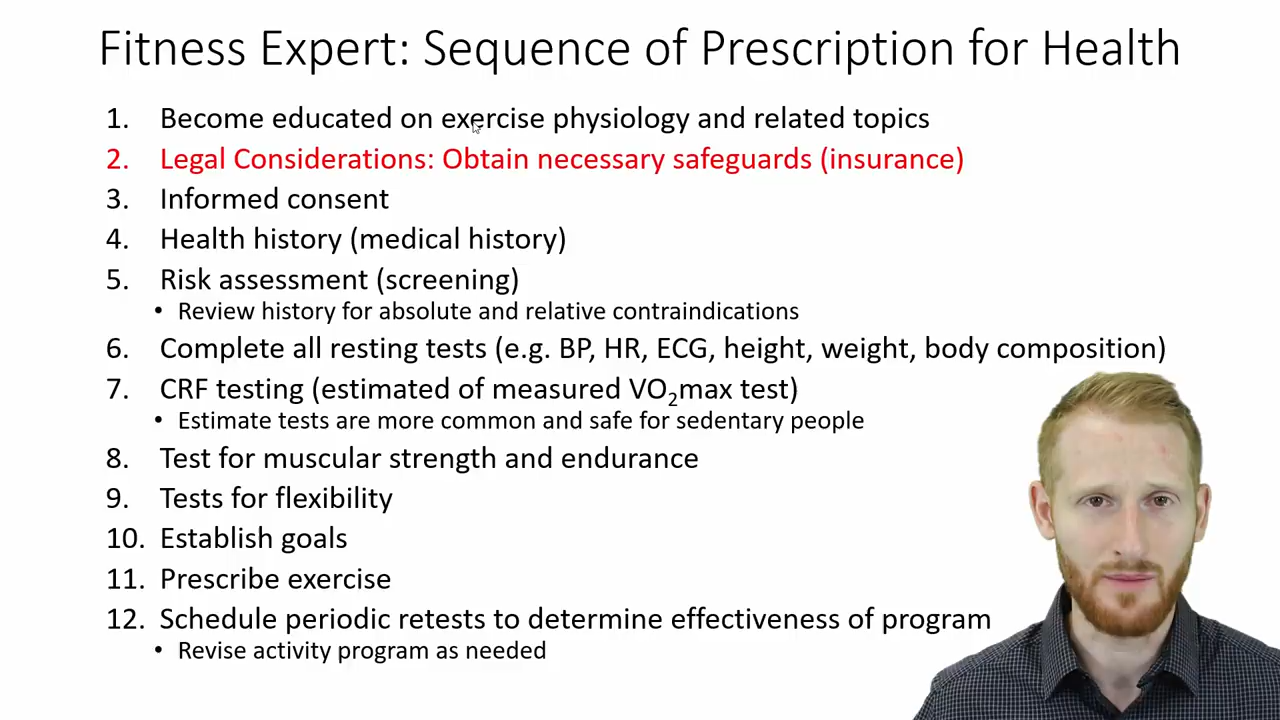 Fitness Expert: Sequence of Prescription for Health
1. Become educated on exercise physiology and related topics
2. Legal Considerations: Obtain necessary safeguards (insurance)
3. Informed consent
4. Health history (medical history)
5. Risk assessment (screening)
• Review history for absolute and relative contraindications
6. Complete all resting tests (e.g. BP, HR, ECG, height, weight, body composition)
7. CRF testing (estimated of measured VO₂max test)
• Estimate tests are more common and safe for sedentary people
8. Test for muscular strength and endurance
9. Tests for flexibility
10. Establish goals
11. Prescribe exercise
12. Schedule periodic retests to determine effectiveness of program
• Revise activity program as needed